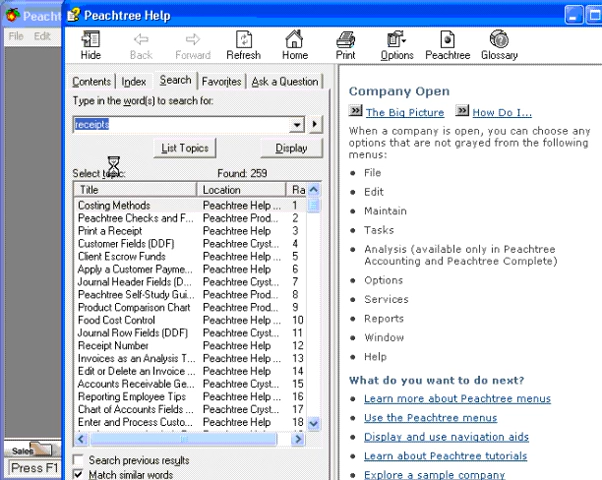 Peacht
Peachtree Help
File Edit
Hide Back Forward Refresh Home Print Options Peachtree Glossary
Contents Index Search Favorites Ask a Question
Type in the word(s) to search for:
receipts
List Topics Display
Select topic: Found: 259
Title Location Ra
Costing Methods Peachtree Help ... 1
Peachtree Checks and F... Peachtree Prod... 2
Print a Receipt Peachtree Help ... 3
Customer Fields (DDF) Peachtree Cryst... 4
Client Escrow Funds Peachtree Help ... 5
Apply a Customer Payme... Peachtree Help ... 6
Journal Header Fields (D... Peachtree Cryst... 7
Peachtree Self-Study Gui... Peachtree Prod... 8
Product Comparison Chart Peachtree Prod... 9
Food Cost Control Peachtree Help ... 10
Journal Row Fields (DDF) Peachtree Cryst... 11
Receipt Number Peachtree Help ... 12
Invoices as an Analysis T... Peachtree Help ... 13
Edit or Delete an Invoice ... Peachtree Help ... 14
Accounts Receivable Ge... Peachtree Cryst... 15
Reporting Employee Tips Peachtree Help ... 16
Chart of Accounts Fields ... Peachtree Cryst... 17
Enter and Process Custo... Peachtree Help ... 18
Search previous results
Match similar words
Sales
Press F1
Company Open
The Big Picture How Do I...
When a company is open, you can choose any
options that are not grayed from the following
menus:
File
Edit
Maintain
Tasks
Analysis (available only in Peachtree
Accounting and Peachtree Complete)
Options
Services
Reports
Window
Help
What do you want to do next?
Learn more about Peachtree menus
Use the Peachtree menus
Display and use navigation aids
Learn about Peachtree tutorials
Explore a sample company